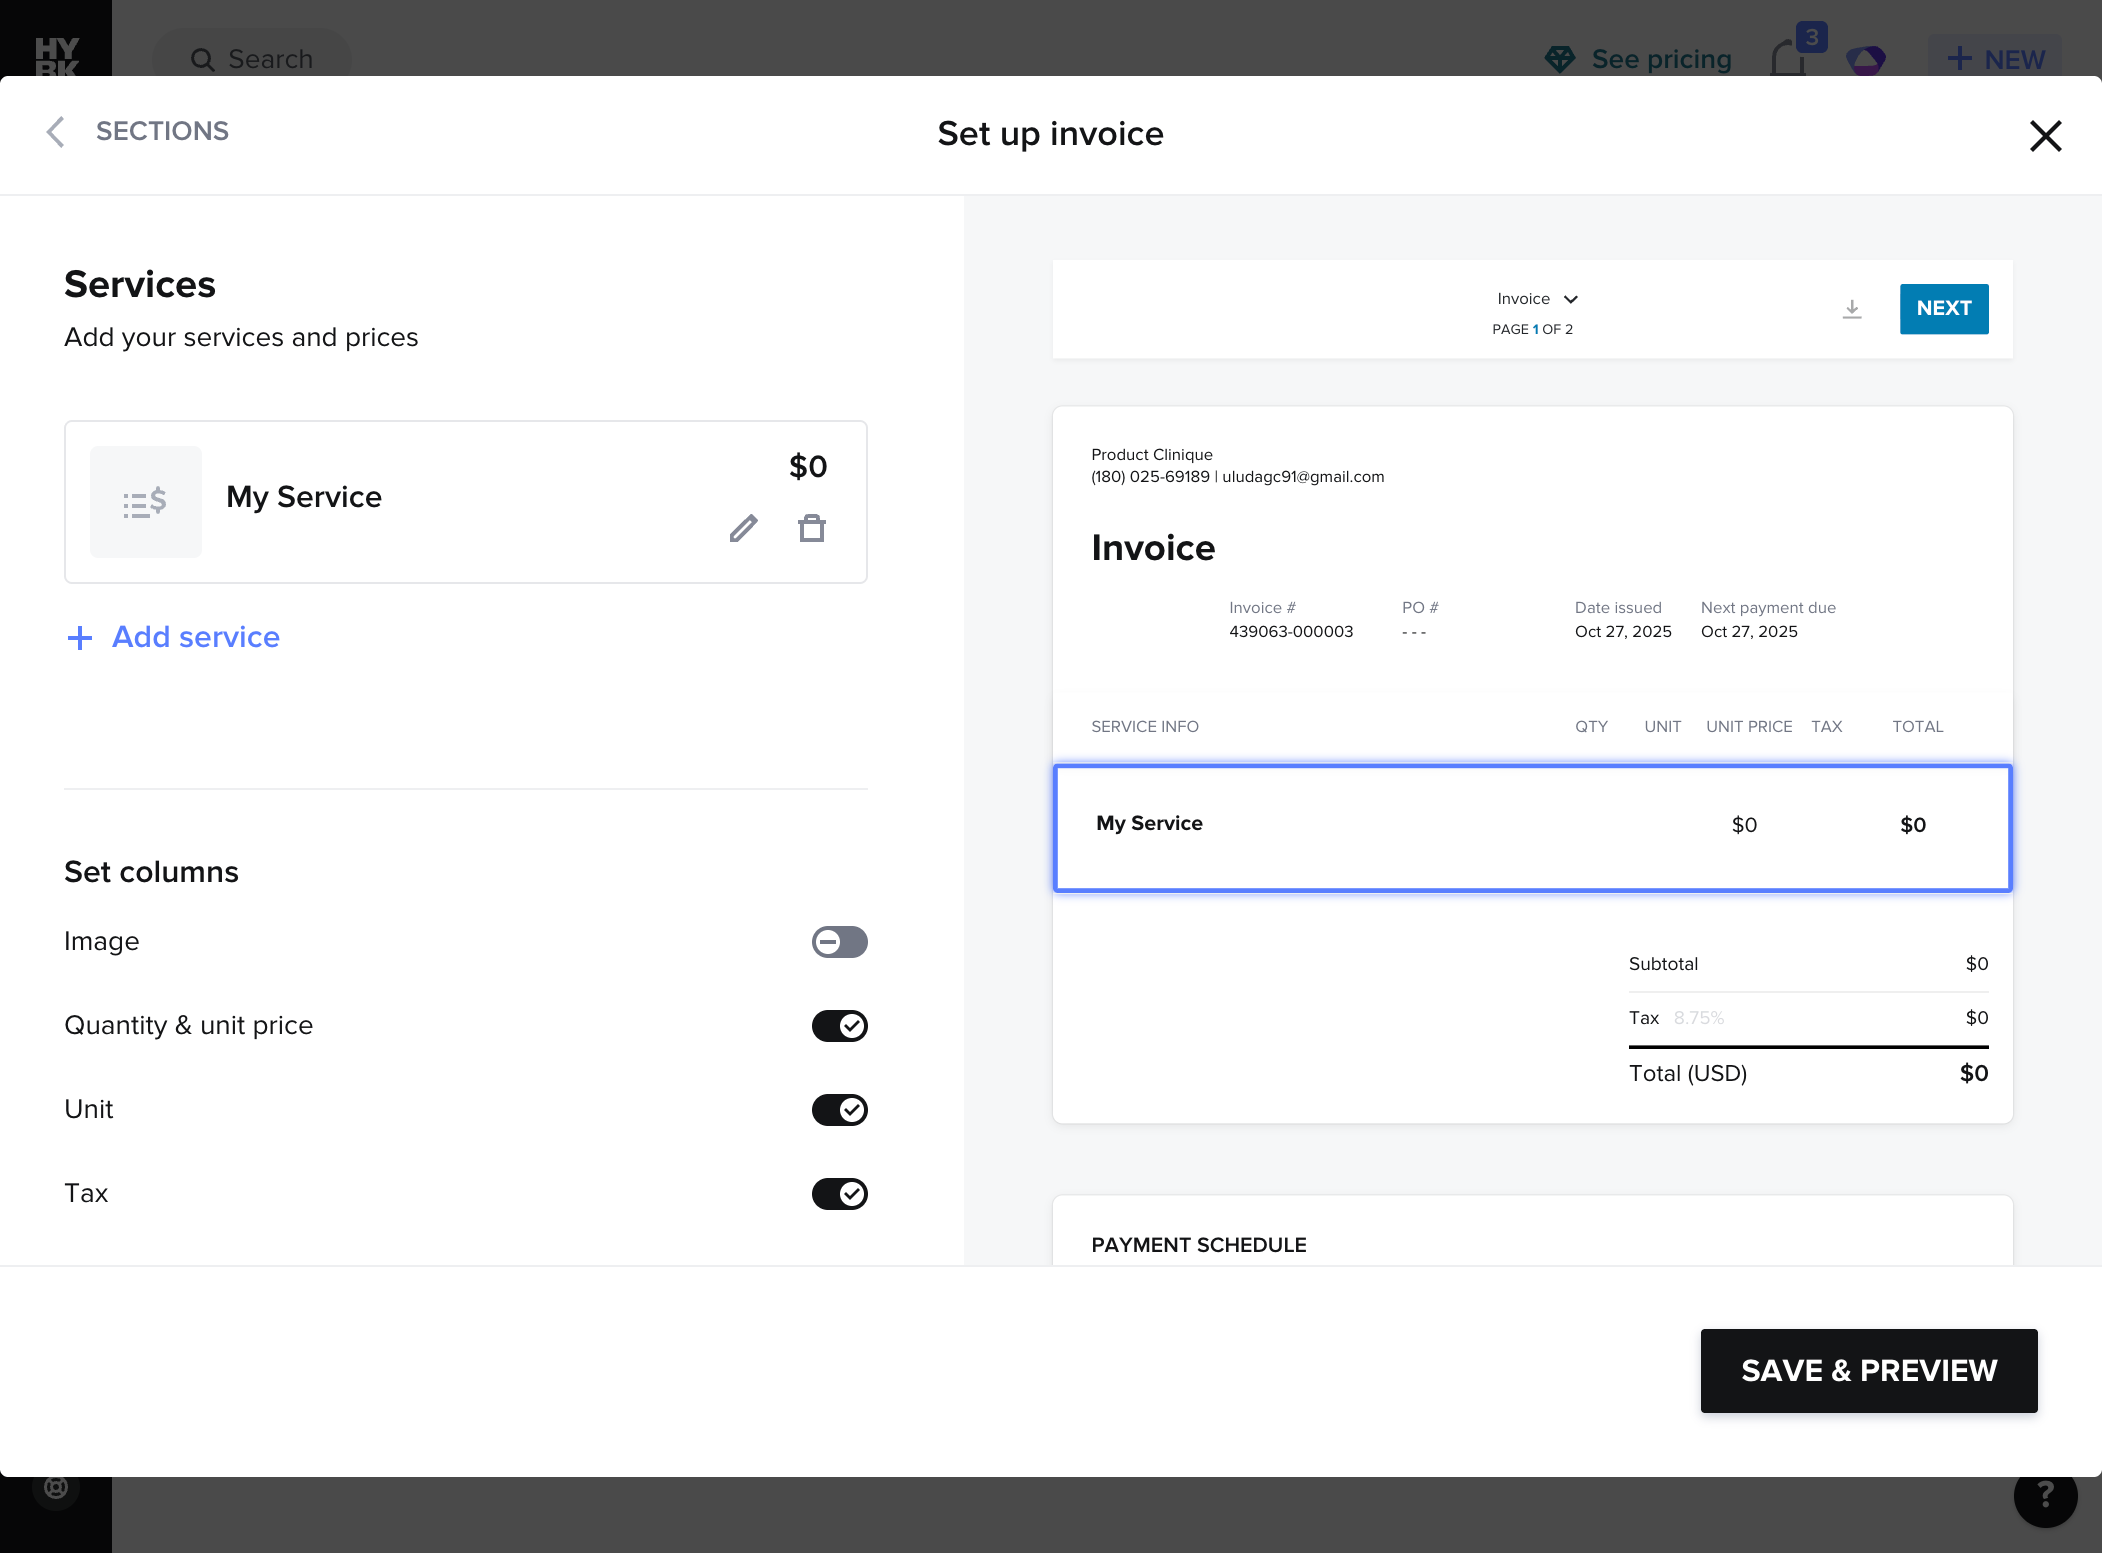 HY
BK
Search
See pricing
3
+ NEW
SECTIONS
Set up invoice
Services
Add your services and prices
$
My Service
$0
+ Add service
Set columns
Image
Quantity & unit price
Unit
Tax
Invoice
PAGE 1 OF 2
NEXT
Product Clinique
(180) 025-69189 | uludagc91@gmail.com
Invoice
Invoice # PO # Date issued Next payment due
439063-000003 - - - Oct 27, 2025 Oct 27, 2025
SERVICE INFO QTY UNIT UNIT PRICE TAX TOTAL
My Service $0 $0
Subtotal $0
Tax 8.75% $0
Total (USD) $0
PAYMENT SCHEDULE
SAVE & PREVIEW
?